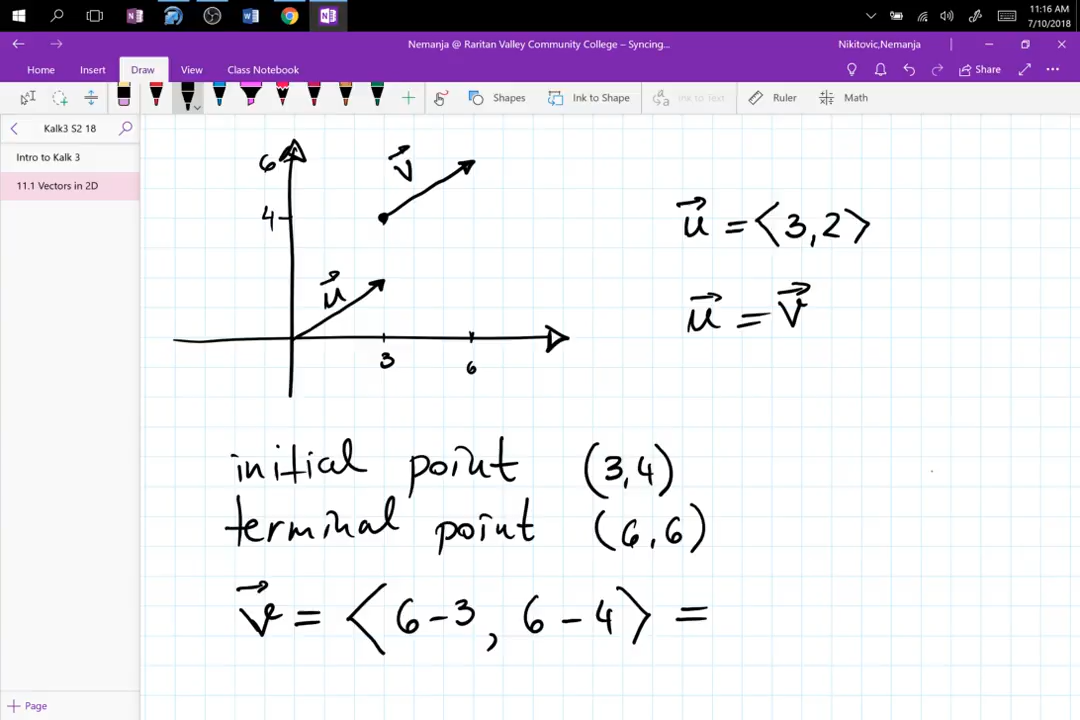 11:16 AM
7/10/2018
Nemanja @ Raritan Valley Community College – Syncing...
Nikitovic,Nemanja
Home Insert Draw View Class Notebook
Share
Shapes Ink to Shape Ink to Text Ruler Math
Kalk3 S2 18
Intro to Kalk 3
11.1 Vectors in 2D
6
v⃗
4
u⃗
3 6
u⃗ = ⟨3,2⟩
u⃗ = v⃗
initial point (3,4)
terminal point (6,6)
v⃗ = ⟨6-3, 6-4⟩ =
+ Page